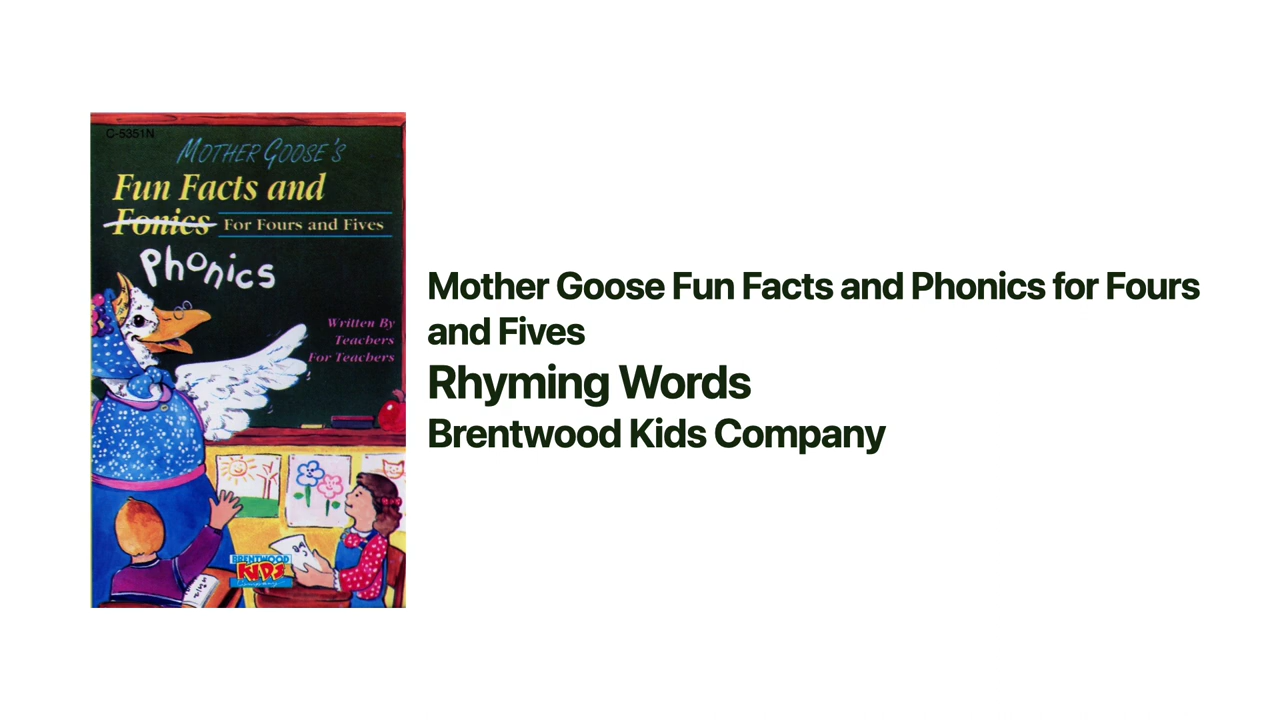 C-5351N
MOTHER GOOSE'S
Fun Facts and
Fonics For Fours and Fives
Phonics
Written By
Teachers
For Teachers
BRENTWOOD
KIDS
Company
Mother Goose Fun Facts and Phonics for Fours
and Fives
Rhyming Words
Brentwood Kids Company